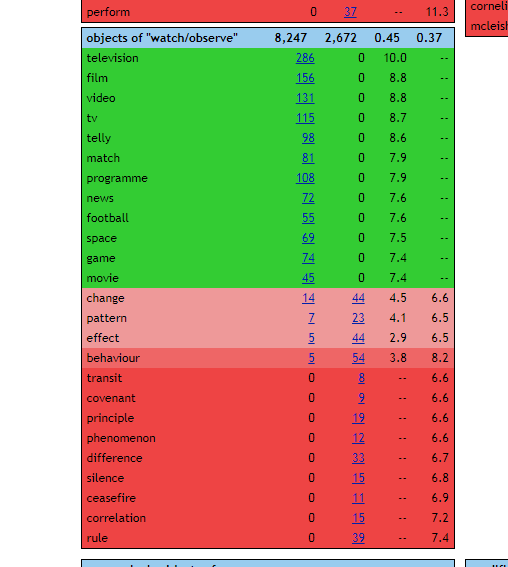 perform 0 37 -- 11.3
corneli
mcleish
objects of "watch/observe" 8,247 2,672 0.45 0.37
television 286 0 10.0 --
film 156 0 8.8 --
video 131 0 8.8 --
tv 115 0 8.7 --
telly 98 0 8.6 --
match 81 0 7.9 --
programme 108 0 7.9 --
news 72 0 7.6 --
football 55 0 7.6 --
space 69 0 7.5 --
game 74 0 7.4 --
movie 45 0 7.4 --
change 14 44 4.5 6.6
pattern 7 23 4.1 6.5
effect 5 44 2.9 6.5
behaviour 5 54 3.8 8.2
transit 0 8 -- 6.6
covenant 0 9 -- 6.6
principle 0 19 -- 6.6
phenomenon 0 12 -- 6.6
difference 0 33 -- 6.7
silence 0 15 -- 6.8
ceasefire 0 11 -- 6.9
correlation 0 15 -- 7.2
rule 0 39 -- 7.4